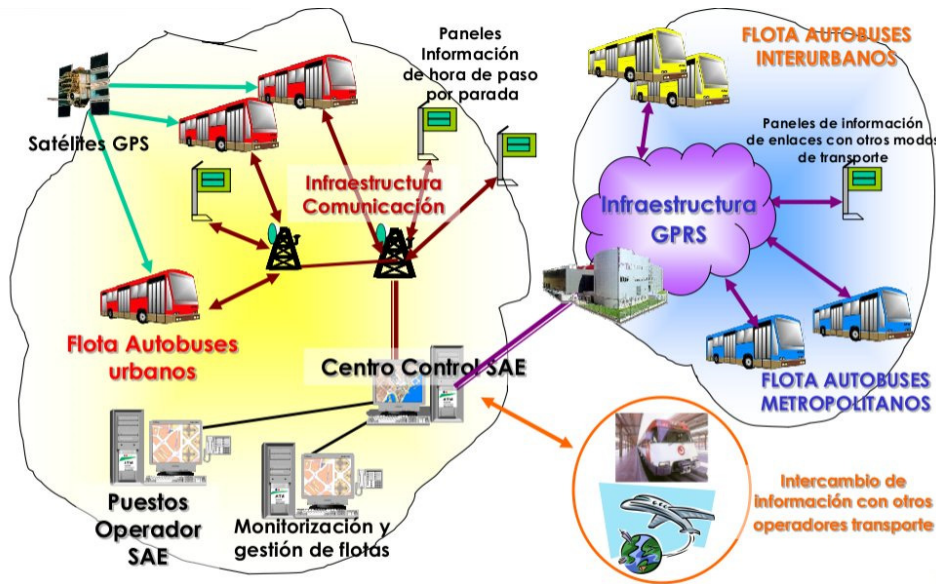 Paneles
Información
de hora de paso
por parada
Satélites GPS
Infraestructura
Comunicación
Flota Autobuses
urbanos
Centro Control SAE
Puestos
Operador
SAE
Monitorización y
gestión de flotas
FLOTA AUTOBUSES
INTERURBANOS
Paneles de información
de enlaces con otros modos
de transporte
Infraestructura
GPRS
FLOTA AUTOBUSES
METROPOLITANOS
Intercambio de
información con otros
operadores transporte